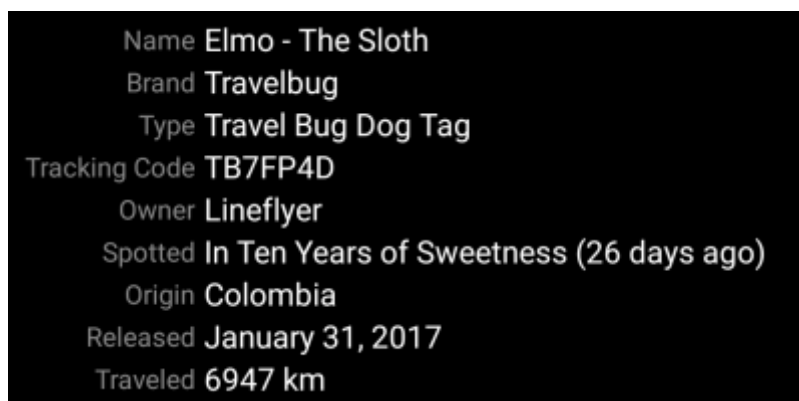 Name Elmo - The Sloth
Brand Travelbug
Type Travel Bug Dog Tag
Tracking Code TB7FP4D
Owner Lineflyer
Spotted In Ten Years of Sweetness (26 days ago)
Origin Colombia
Released January 31, 2017
Traveled 6947 km